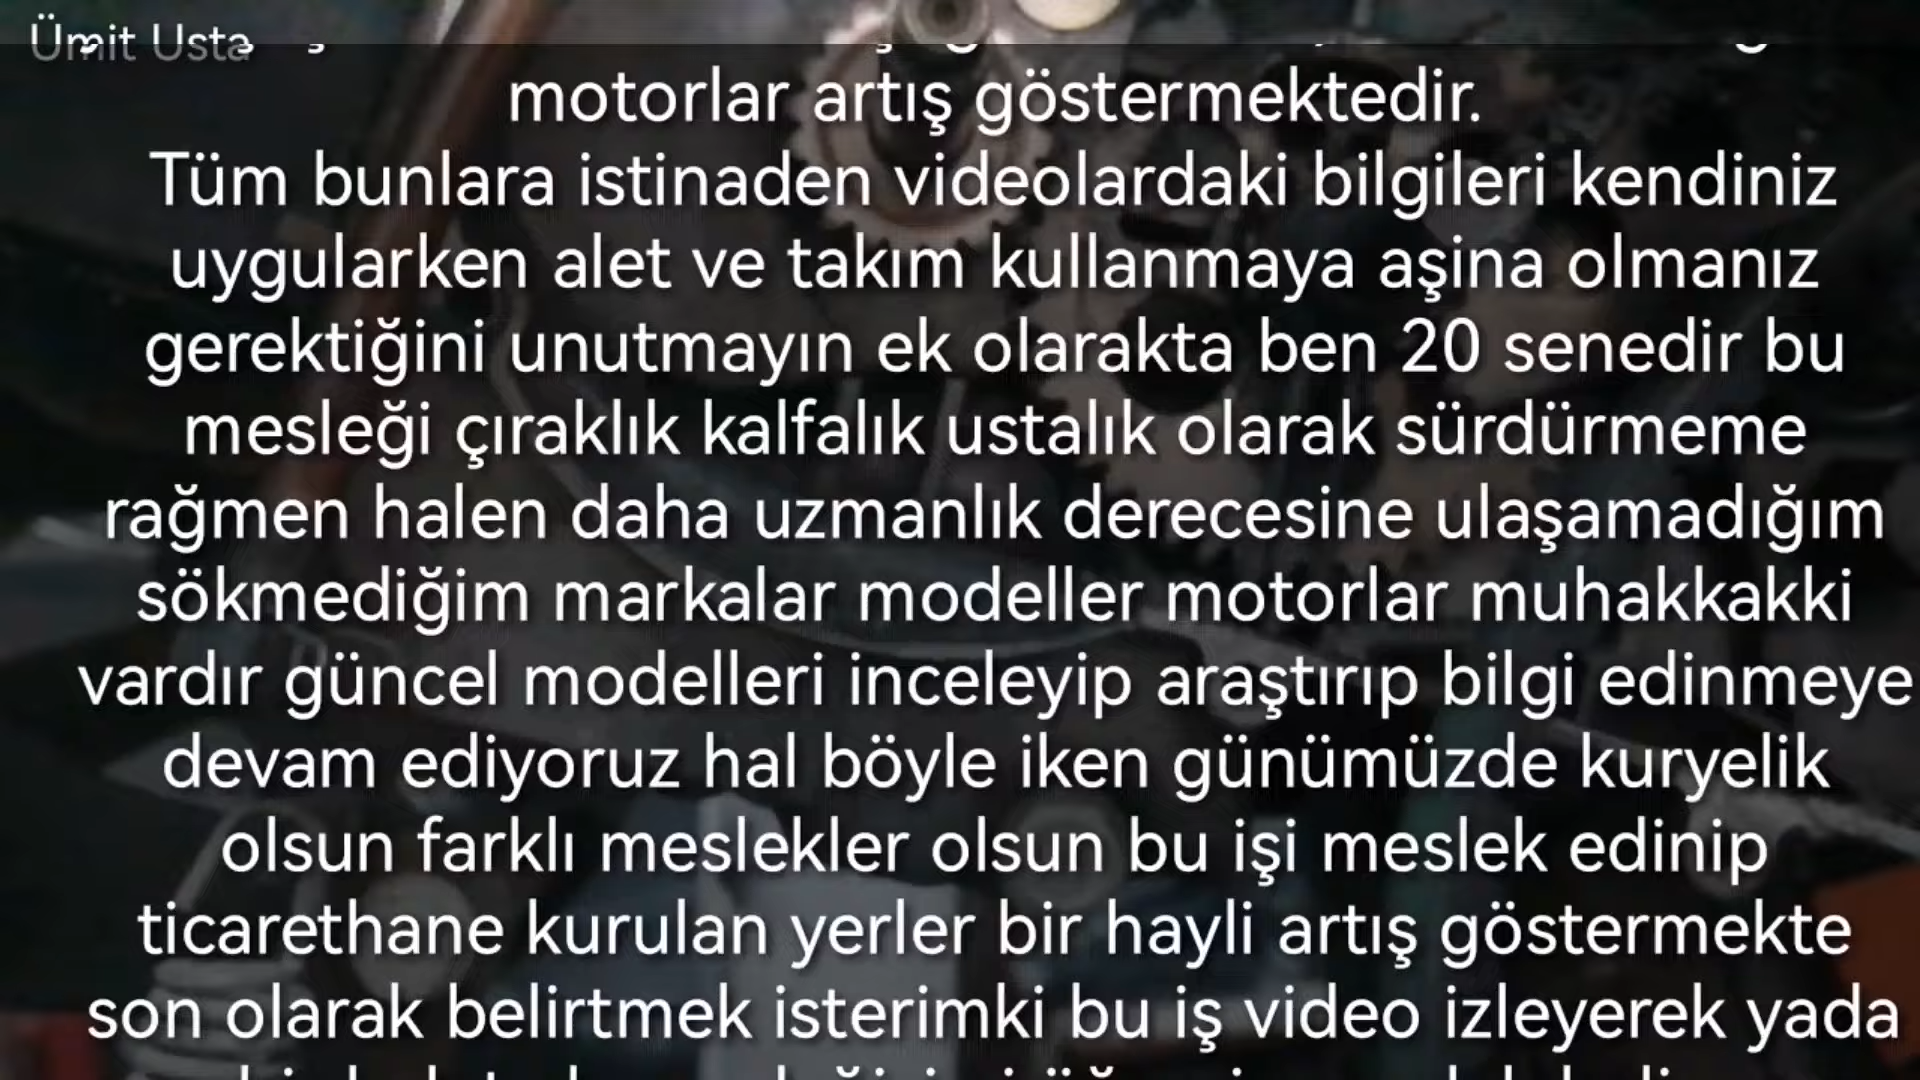 Ümit Usta
motorlar artış göstermektedir.
Tüm bunlara istinaden videolardaki bilgileri kendiniz
uygularken alet ve takım kullanmaya aşina olmanız
gerektiğini unutmayın ek olarakta ben 20 senedir bu
mesleği çıraklık kalfalık ustalık olarak sürdürmeme
rağmen halen daha uzmanlık derecesine ulaşamadığım
sökmediğim markalar modeller motorlar muhakkakki
vardır güncel modelleri inceleyip araştırıp bilgi edinmeye
devam ediyoruz hal böyle iken günümüzde kuryelik
olsun farklı meslekler olsun bu işi meslek edinip
ticarethane kurulan yerler bir hayli artış göstermekte
son olarak belirtmek isterimki bu iş video izleyerek yada